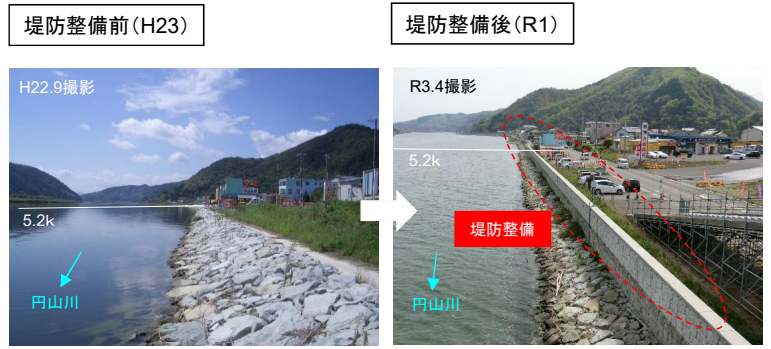 堤防整備前(H23)
堤防整備後(R1)
H22.9撮影
5.2k
円山川
R3.4撮影
5.2k
堤防整備
円山川